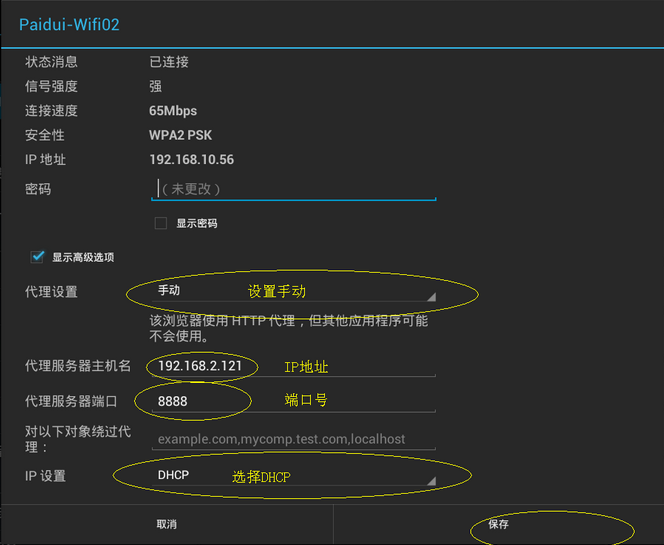 Paidui-Wifi02
状态消息 已连接
信号强度 强
连接速度 65Mbps
安全性 WPA2 PSK
IP 地址 192.168.10.56
密码 （未更改）
显示密码
显示高级选项
代理设置 手动 设置手动
该浏览器使用 HTTP 代理，但其他应用程序可能
不会使用。
代理服务器主机名 192.168.2.121 IP地址
代理服务器端口 8888 端口号
对以下对象绕过代
理： example.com,mycomp.test.com,localhost
IP 设置 DHCP 选择DHCP
取消 保存